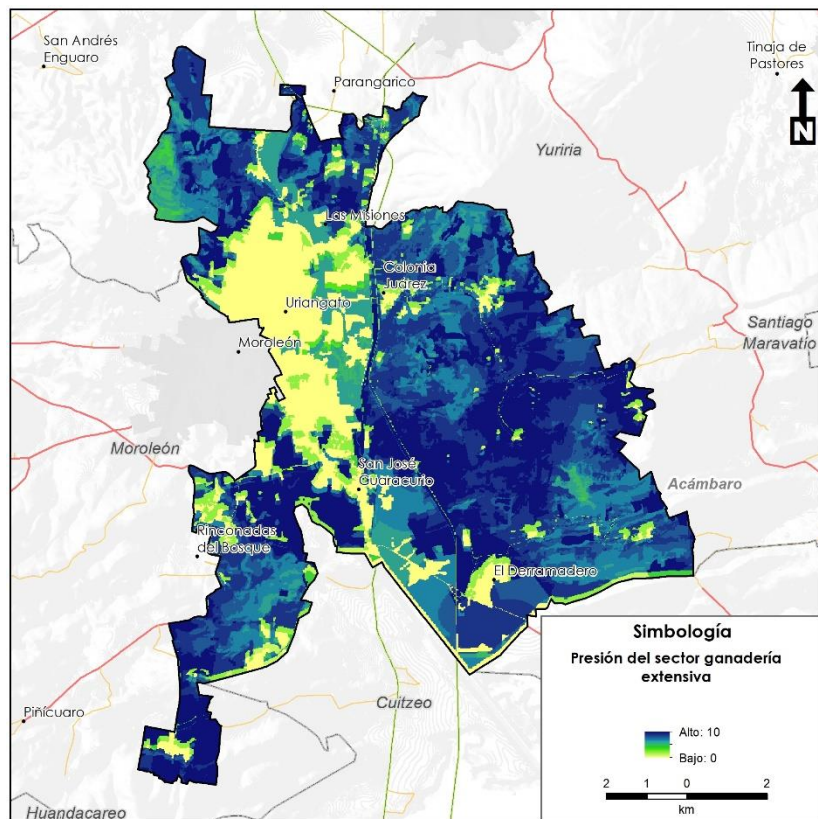 San Andrés
Enguaro
Parangarico
Tinaja de
Pastores
N
Yuriria
Las Misiones
Colonia
Juárez
Uriangato
Moroleón
Santiago
Maravatío
Moroleón
San José
Cuaracurio
Acámbaro
Rinconadas
del Bosque
El Derramadero
Simbología
Presión del sector ganadería
extensiva
Alto: 10
Bajo: 0
2 1 0 2
km
Piñícuaro
Cuitzeo
Huandacareo